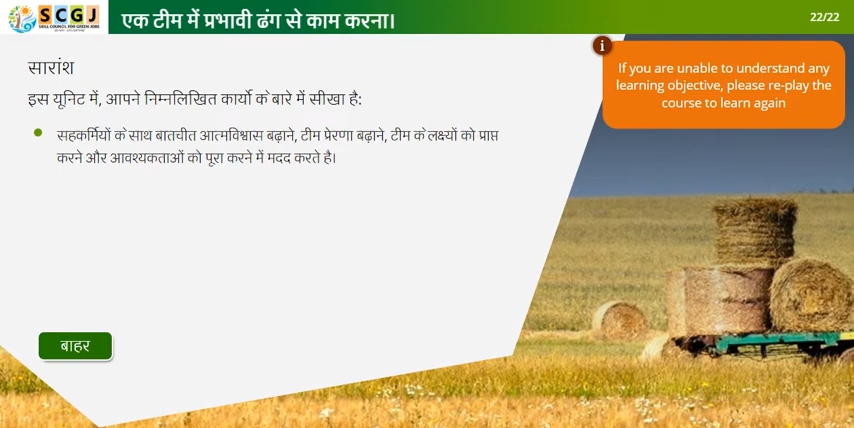 SCGJ
SKILL COUNCIL FOR GREEN JOBS
एक टीम में प्रभावी ढंग से काम करना।
22/22
सारांश
इस यूनिट में, आपने निम्नलिखित कार्यो के बारे में सीखा है:
सहकर्मियों के साथ बातचीत आत्मविश्वास बढ़ाने, टीम प्रेरणा बढ़ाने, टीम के लक्ष्यों को प्राप्त
करने और आवश्यकताओं को पूरा करने में मदद करते है।
i
If you are unable to understand any
learning objective, please re-play the
course to learn again
बाहर